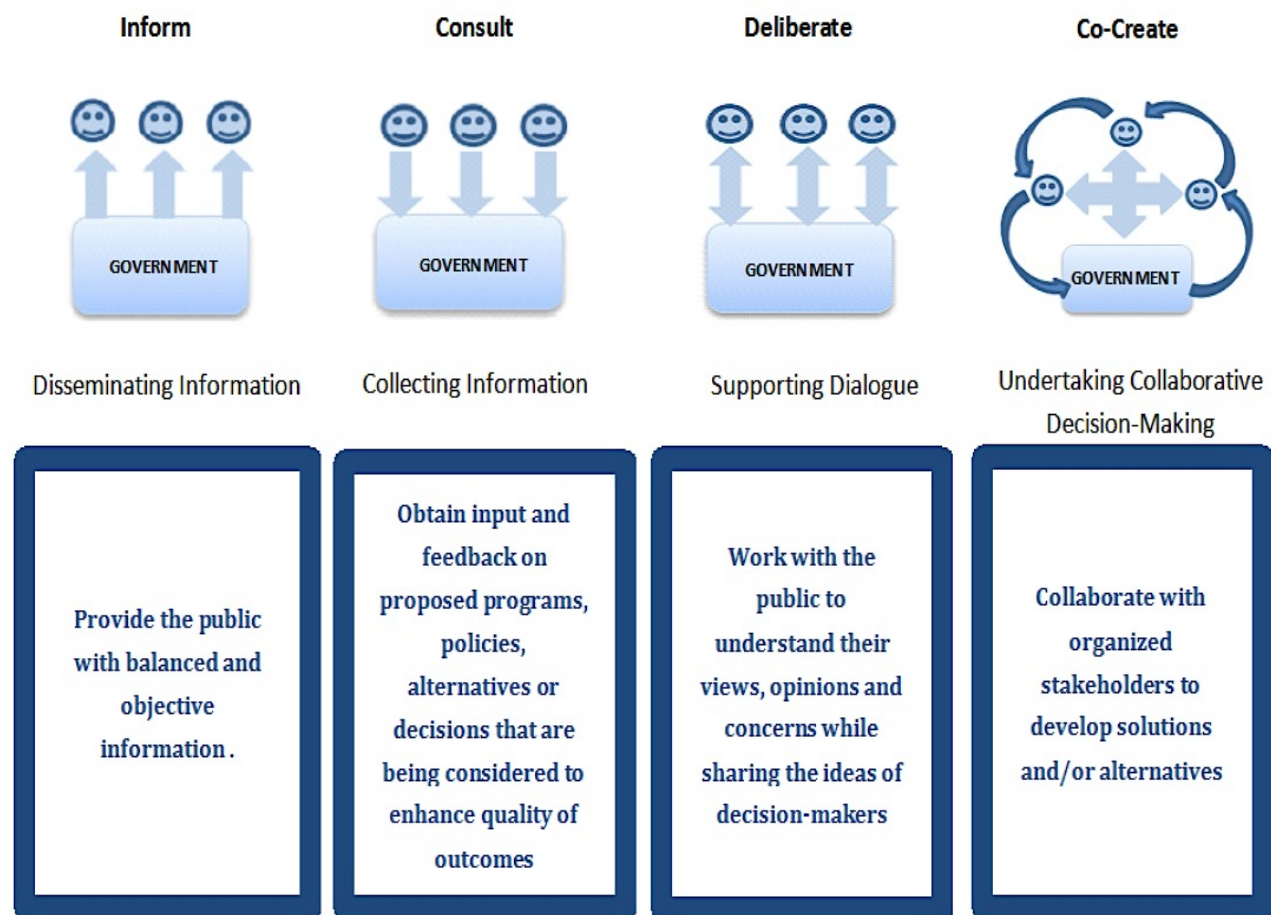 Inform
Consult
Deliberate
Co-Create
GOVERNMENT
GOVERNMENT
GOVERNMENT
GOVERNMENT
Disseminating Information
Collecting Information
Supporting Dialogue
Undertaking Collaborative
Decision-Making
Provide the public
with balanced and
objective
information .
Obtain input and
feedback on
proposed programs,
policies,
alternatives or
decisions that are
being considered to
enhance quality of
outcomes
Work with the
public to
understand their
views, opinions and
concerns while
sharing the ideas of
decision-makers
Collaborate with
organized
stakeholders to
develop solutions
and/or alternatives